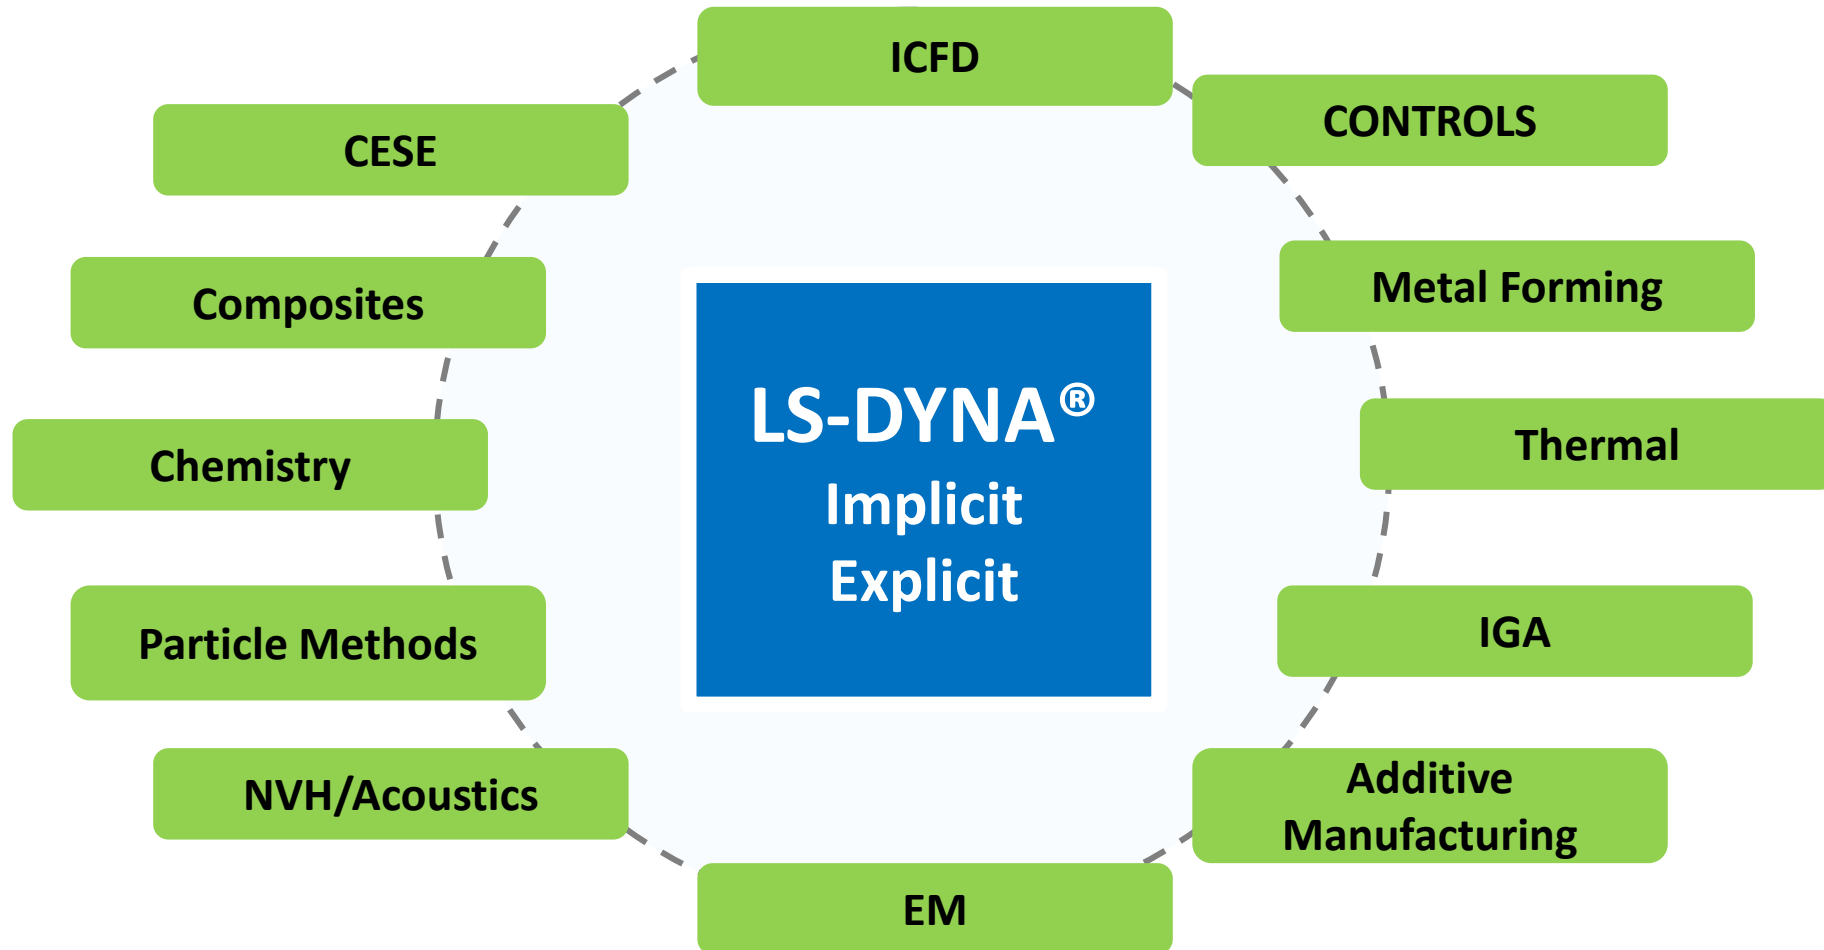 ICFD
CONTROLS
CESE
Metal Forming
Composites
Thermal
Chemistry
LS-DYNA®
Implicit
Explicit
IGA
Particle Methods
Additive
Manufacturing
NVH/Acoustics
EM